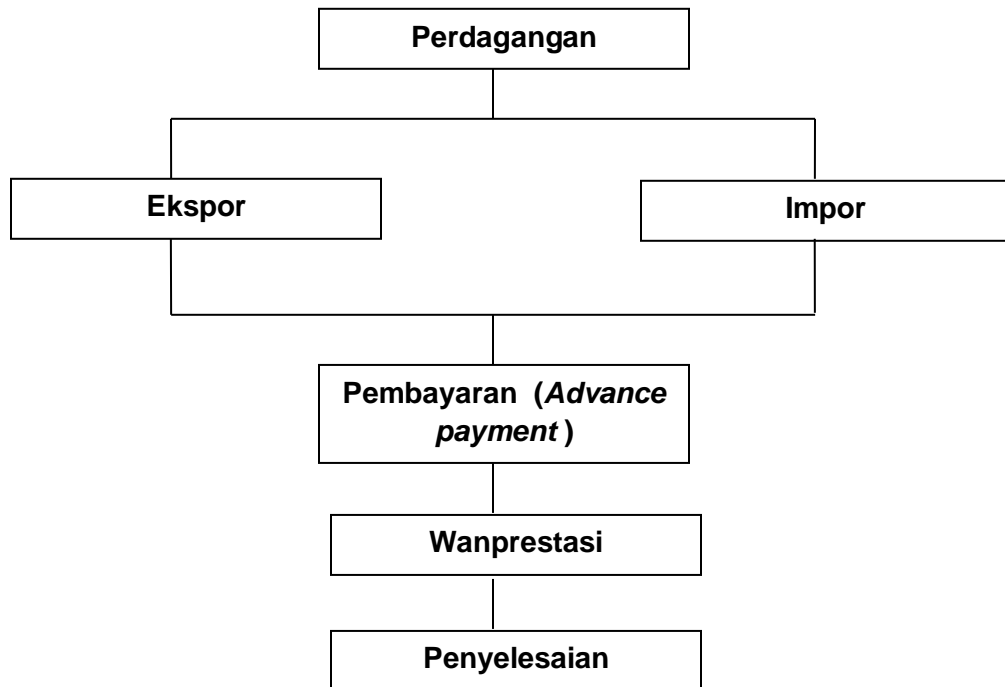 Perdagangan
Ekspor
Impor
Pembayaran (Advance
payment )
Wanprestasi
Penyelesaian